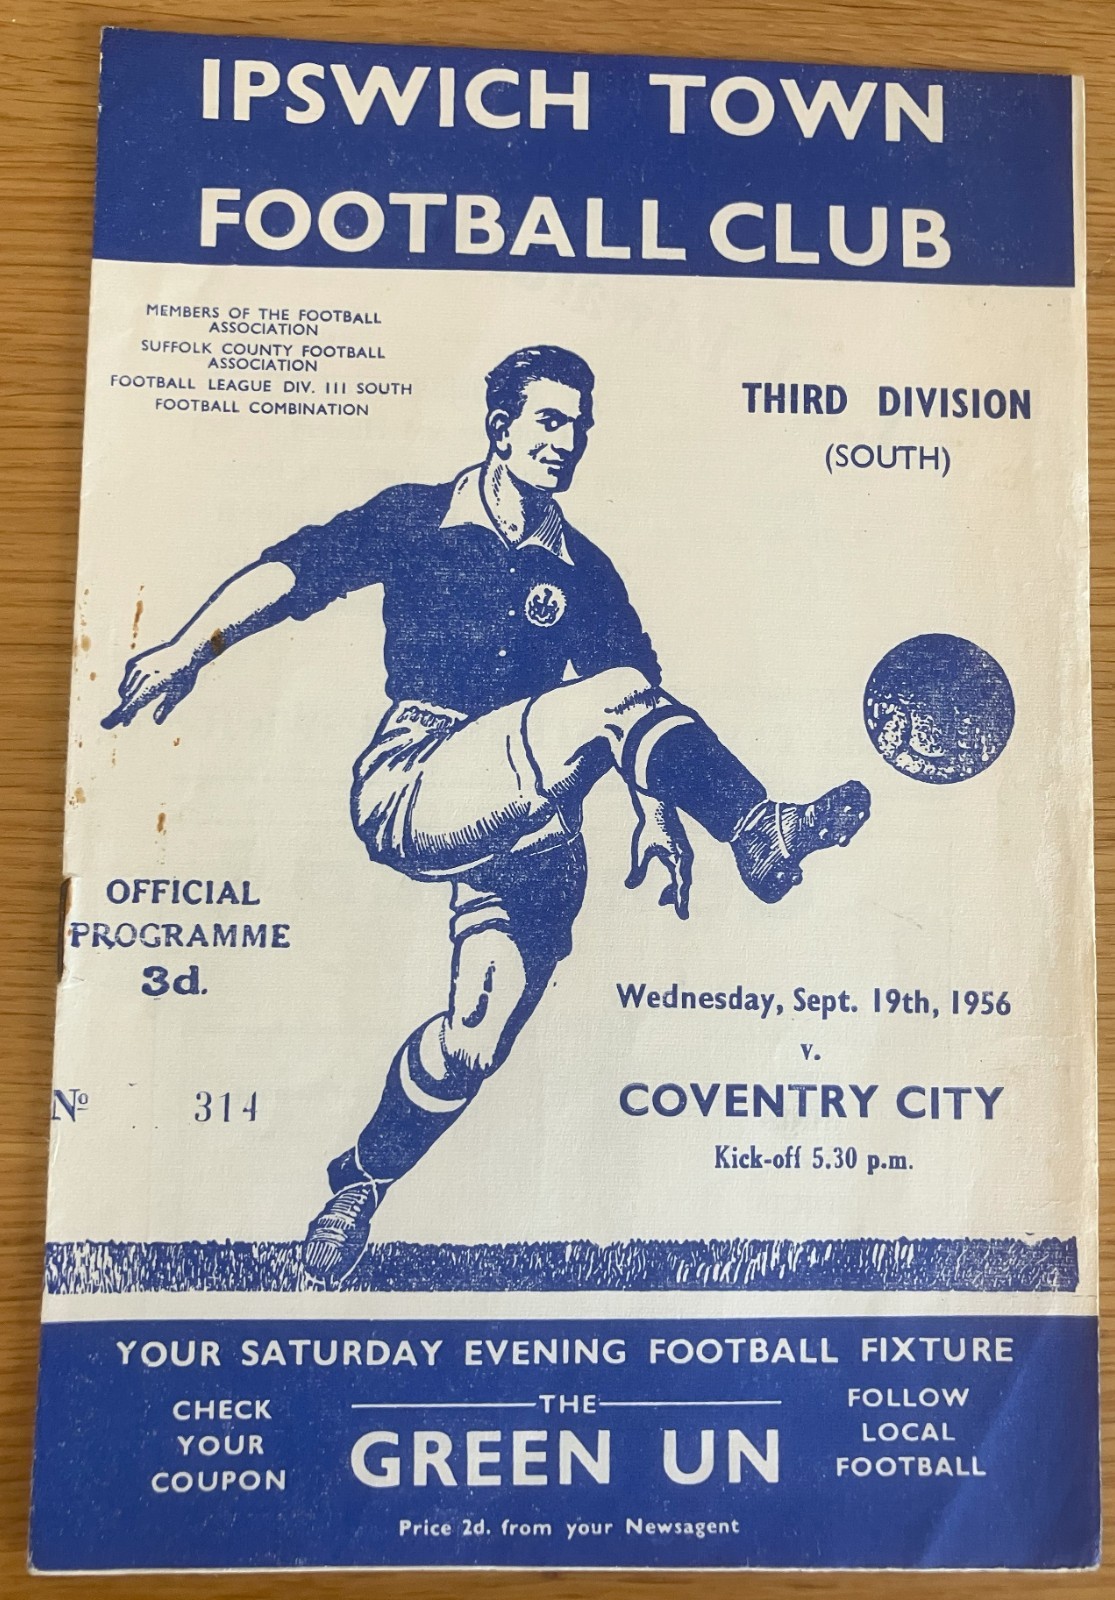 IPSWICH TOWN
FOOTBALL CLUB
MEMBERS OF THE FOOTBALL
ASSOCIATION
SUFFOLK COUNTY FOOTBALL
ASSOCIATION
FOOTBALL LEAGUE DIV. III SOUTH
FOOTBALL COMBINATION
THIRD DIVISION
(SOUTH)
OFFICIAL
PROGRAMME
3d.
Nº 314
Wednesday, Sept. 19th, 1956
v.
COVENTRY CITY
Kick-off 5.30 p.m.
YOUR SATURDAY EVENING FOOTBALL FIXTURE
CHECK
YOUR
COUPON
THE
GREEN UN
Price 2d. from your Newsagent
FOLLOW
LOCAL
FOOTBALL